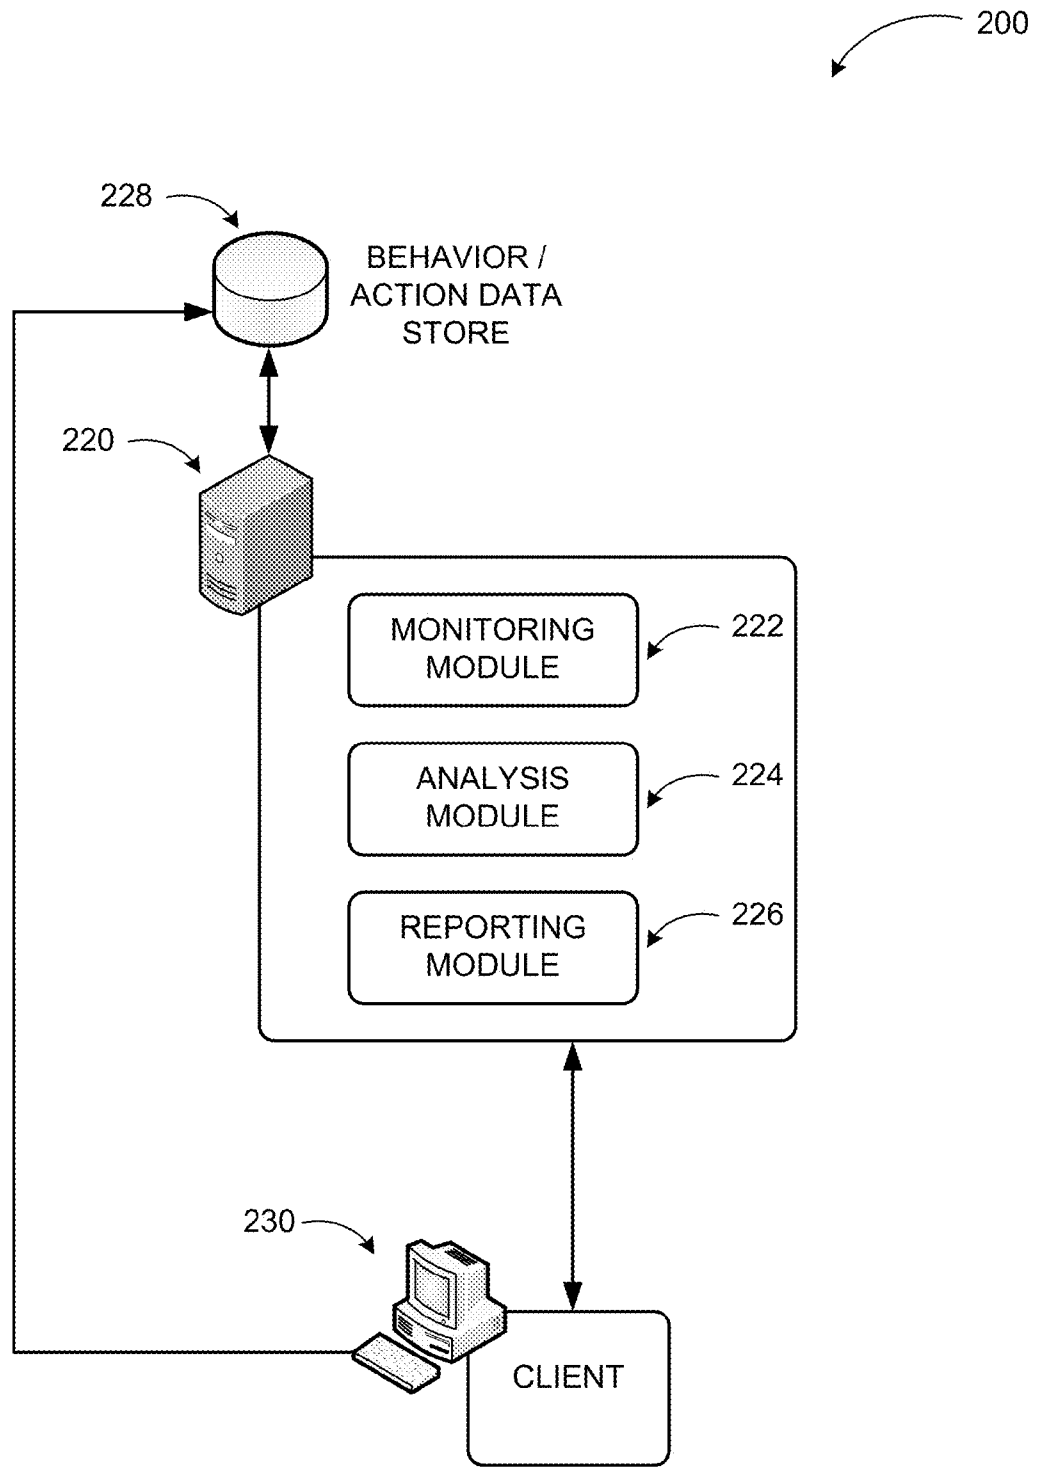 200
228
BEHAVIOR /
ACTION DATA
STORE
220
MONITORING
MODULE
222
ANALYSIS
MODULE
224
REPORTING
MODULE
226
230
CLIENT